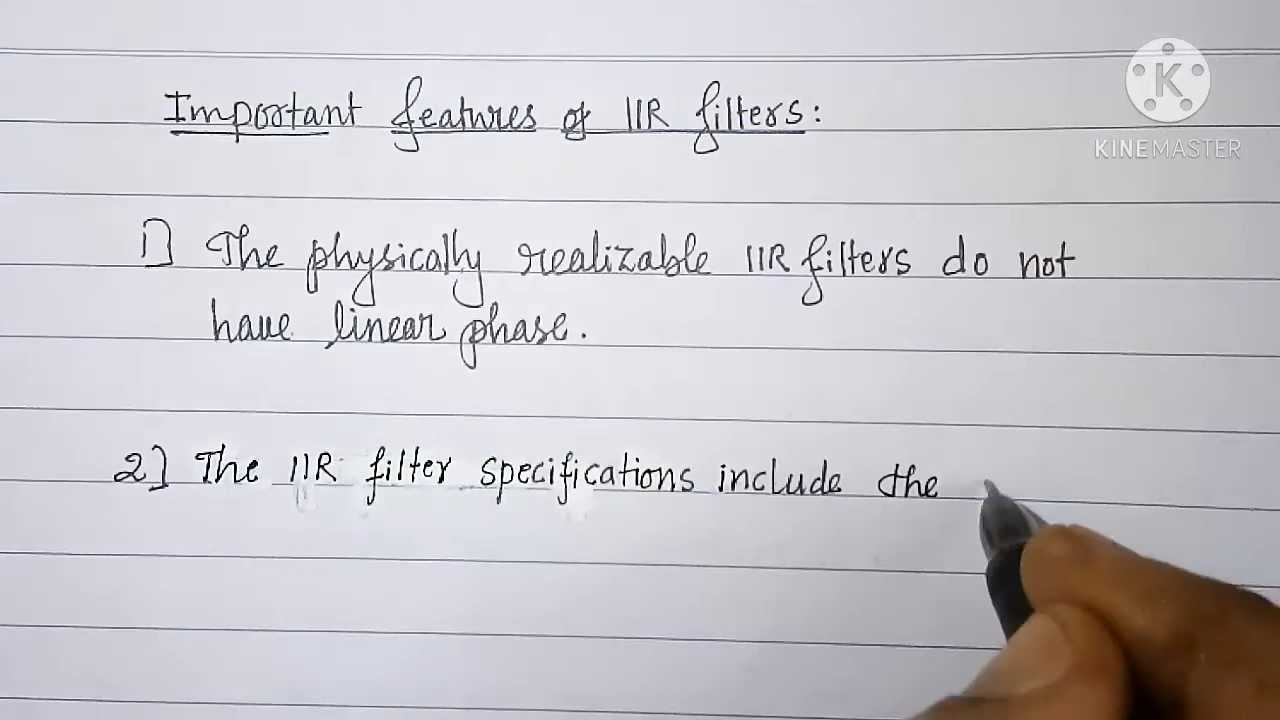 Important features of IIR filters:
K
KINEMASTER
1] The physically realizable IIR filters do not
have linear phase.
2] The IIR filter specifications include the